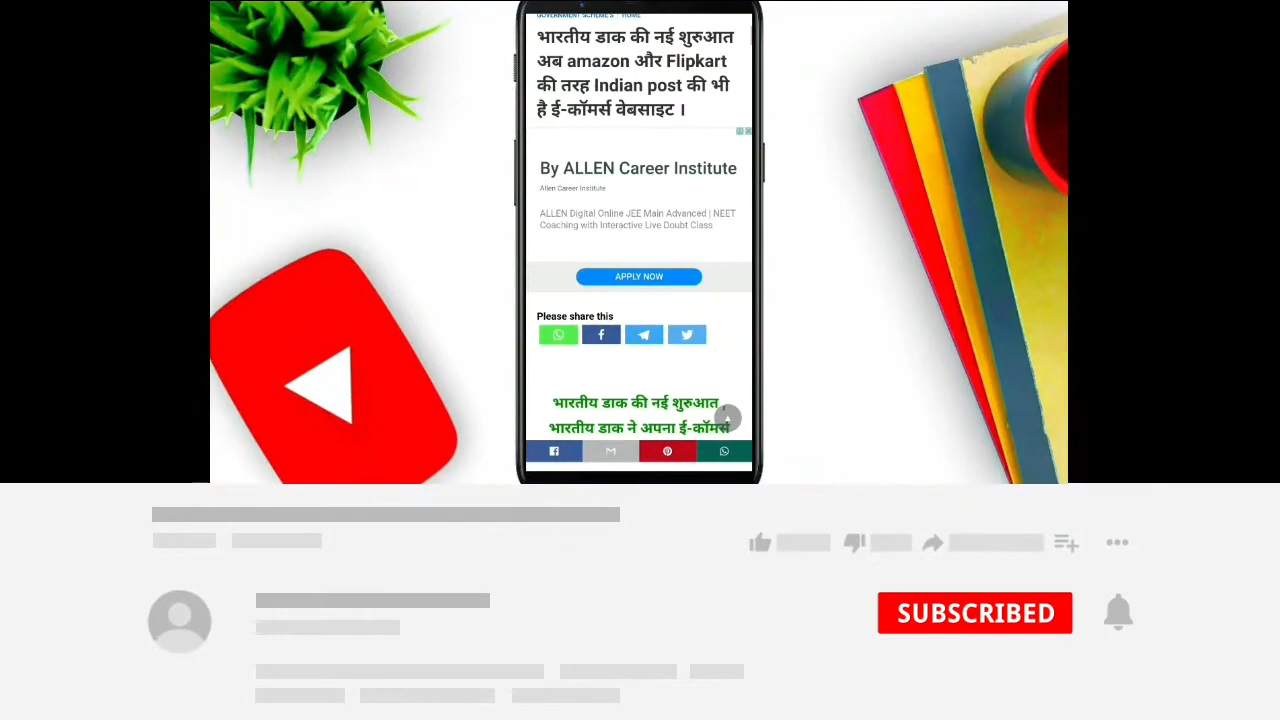 GOVERNMENT SCHEME'S / HOME
भारतीय डाक की नई शुरुआत
अब amazon और Flipkart
की तरह Indian post की भी
है ई-कॉमर्स वेबसाइट ।
By ALLEN Career Institute
Allen Career Institute
ALLEN Digital Online JEE Main Advanced | NEET
Coaching with Interactive Live Doubt Class
APPLY NOW
Please share this
भारतीय डाक की नई शुरुआत ,
भारतीय डाक ने अपना ई-कॉमर्स
SUBSCRIBED